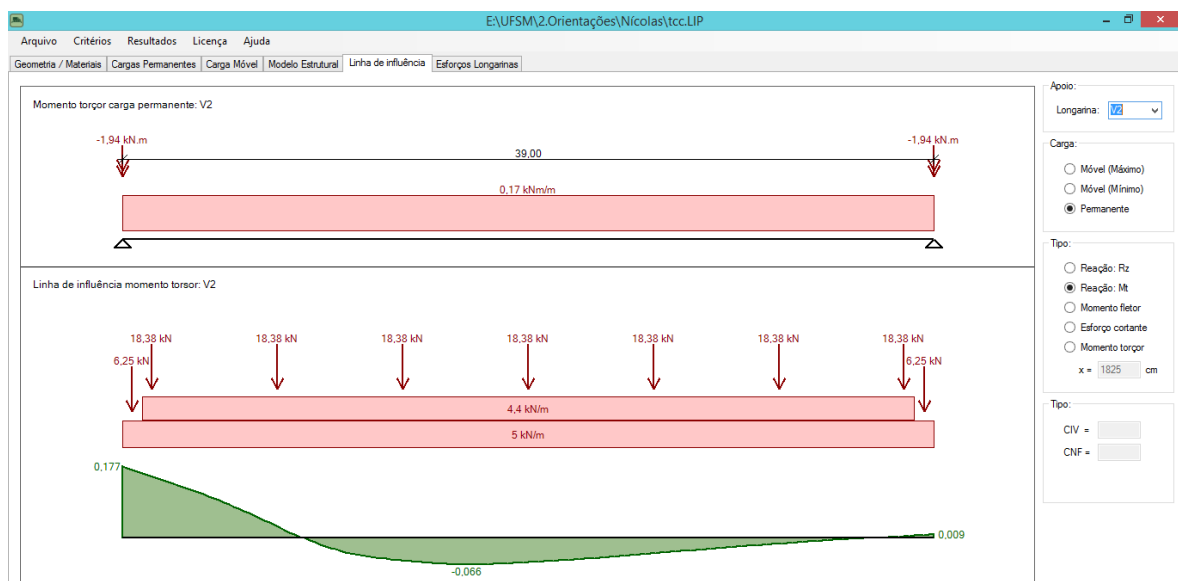 E:\UFSM\2.Orientações\Nícolas\tcc.LIP
Arquivo Critérios Resultados Licença Ajuda
Geometria / Materiais Cargas Permanentes Carga Móvel Modelo Estrutural Linha de influência Esforços Longarinas
Momento torçor carga permanente: V2
-1,94 kN.m -1,94 kN.m
39,00
0,17 kNm/m
Linha de influência momento torsor: V2
18,38 kN 18,38 kN 18,38 kN 18,38 kN 18,38 kN 18,38 kN 18,38 kN
6,25 kN 6,25 kN
4,4 kN/m
5 kN/m
0,177
0,009
-0,066
Apoio:
Longarina: V2
Carga:
Móvel (Máximo)
Móvel (Mínimo)
Permanente
Tipo:
Reação: Rz
Reação: Mt
Momento fletor
Esforço cortante
Momento torçor
x = 1825 cm
Tipo:
CIV =
CNF =